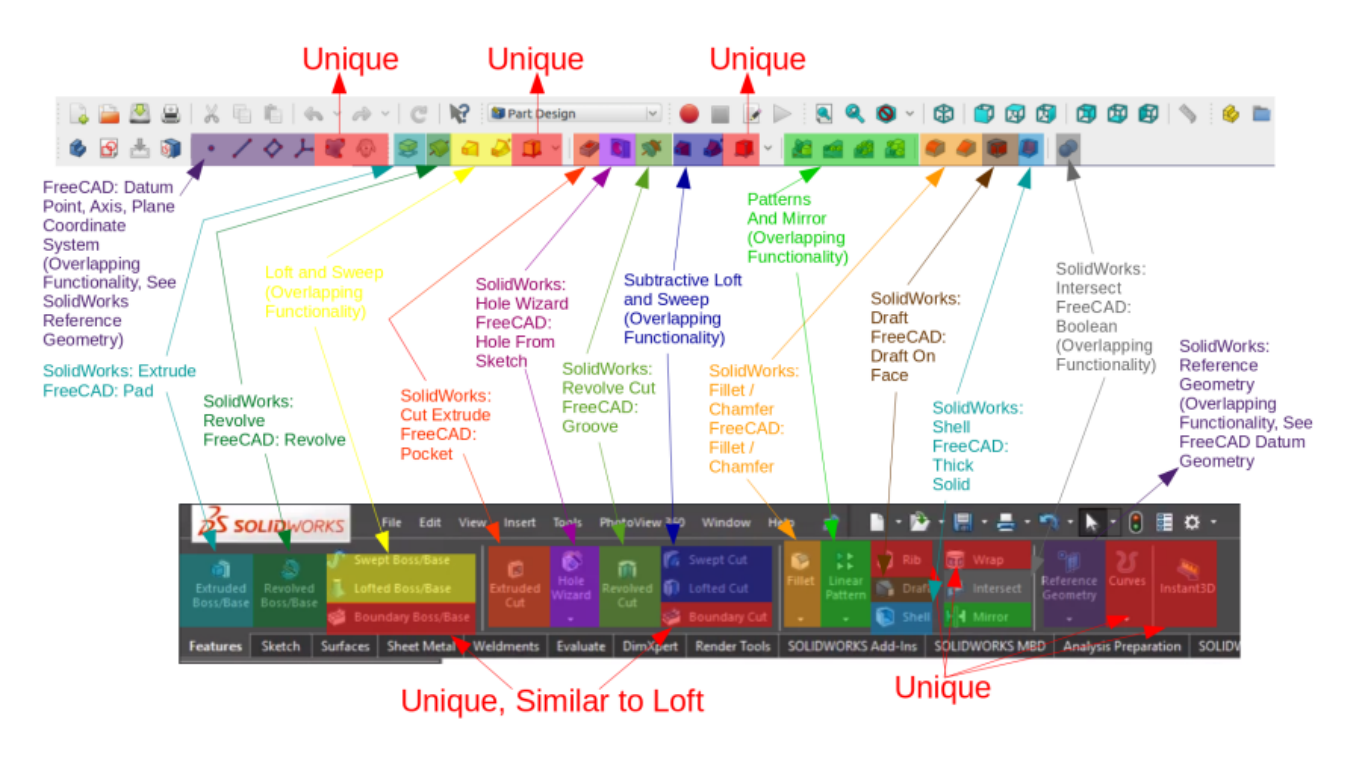 Unique
Unique
Unique
Part Design
FreeCAD: Datum
Point, Axis, Plane
Coordinate
System
(Overlapping
Functionality, See
SolidWorks
Reference
Geometry)
SolidWorks: Extrude
FreeCAD: Pad
SolidWorks:
Revolve
FreeCAD: Revolve
Loft and Sweep
(Overlapping
Functionality)
SolidWorks:
Cut Extrude
FreeCAD:
Pocket
SolidWorks:
Hole Wizard
FreeCAD:
Hole From
Sketch
SolidWorks:
Revolve Cut
FreeCAD:
Groove
Subtractive Loft
and Sweep
(Overlapping
Functionality)
SolidWorks:
Fillet /
Chamfer
FreeCAD:
Fillet /
Chamfer
Patterns
And Mirror
(Overlapping
Functionality)
SolidWorks:
Draft
FreeCAD:
Draft On
Face
SolidWorks:
Shell
FreeCAD:
Thick
Solid
SolidWorks:
Intersect
FreeCAD:
Boolean
(Overlapping
Functionality)
SolidWorks:
Reference
Geometry
(Overlapping
Functionality, See
FreeCAD Datum
Geometry
SOLIDWORKS
File Edit View Insert Tools PhotoView 360 Window Help
Extruded
Boss/Base
Revolved
Boss/Base
Swept Boss/Base
Lofted Boss/Base
Boundary Boss/Base
Extruded
Cut
Hole
Wizard
Revolved
Cut
Swept Cut
Lofted Cut
Boundary Cut
Fillet
Linear
Pattern
Rib
Draft
Shell
Wrap
Intersect
Mirror
Reference
Geometry
Curves
Instant3D
Features Sketch Surfaces Sheet Metal Weldments Evaluate DimXpert Render Tools SOLIDWORKS Add-Ins SOLIDWORKS MBD Analysis Preparation
Unique, Similar to Loft
Unique